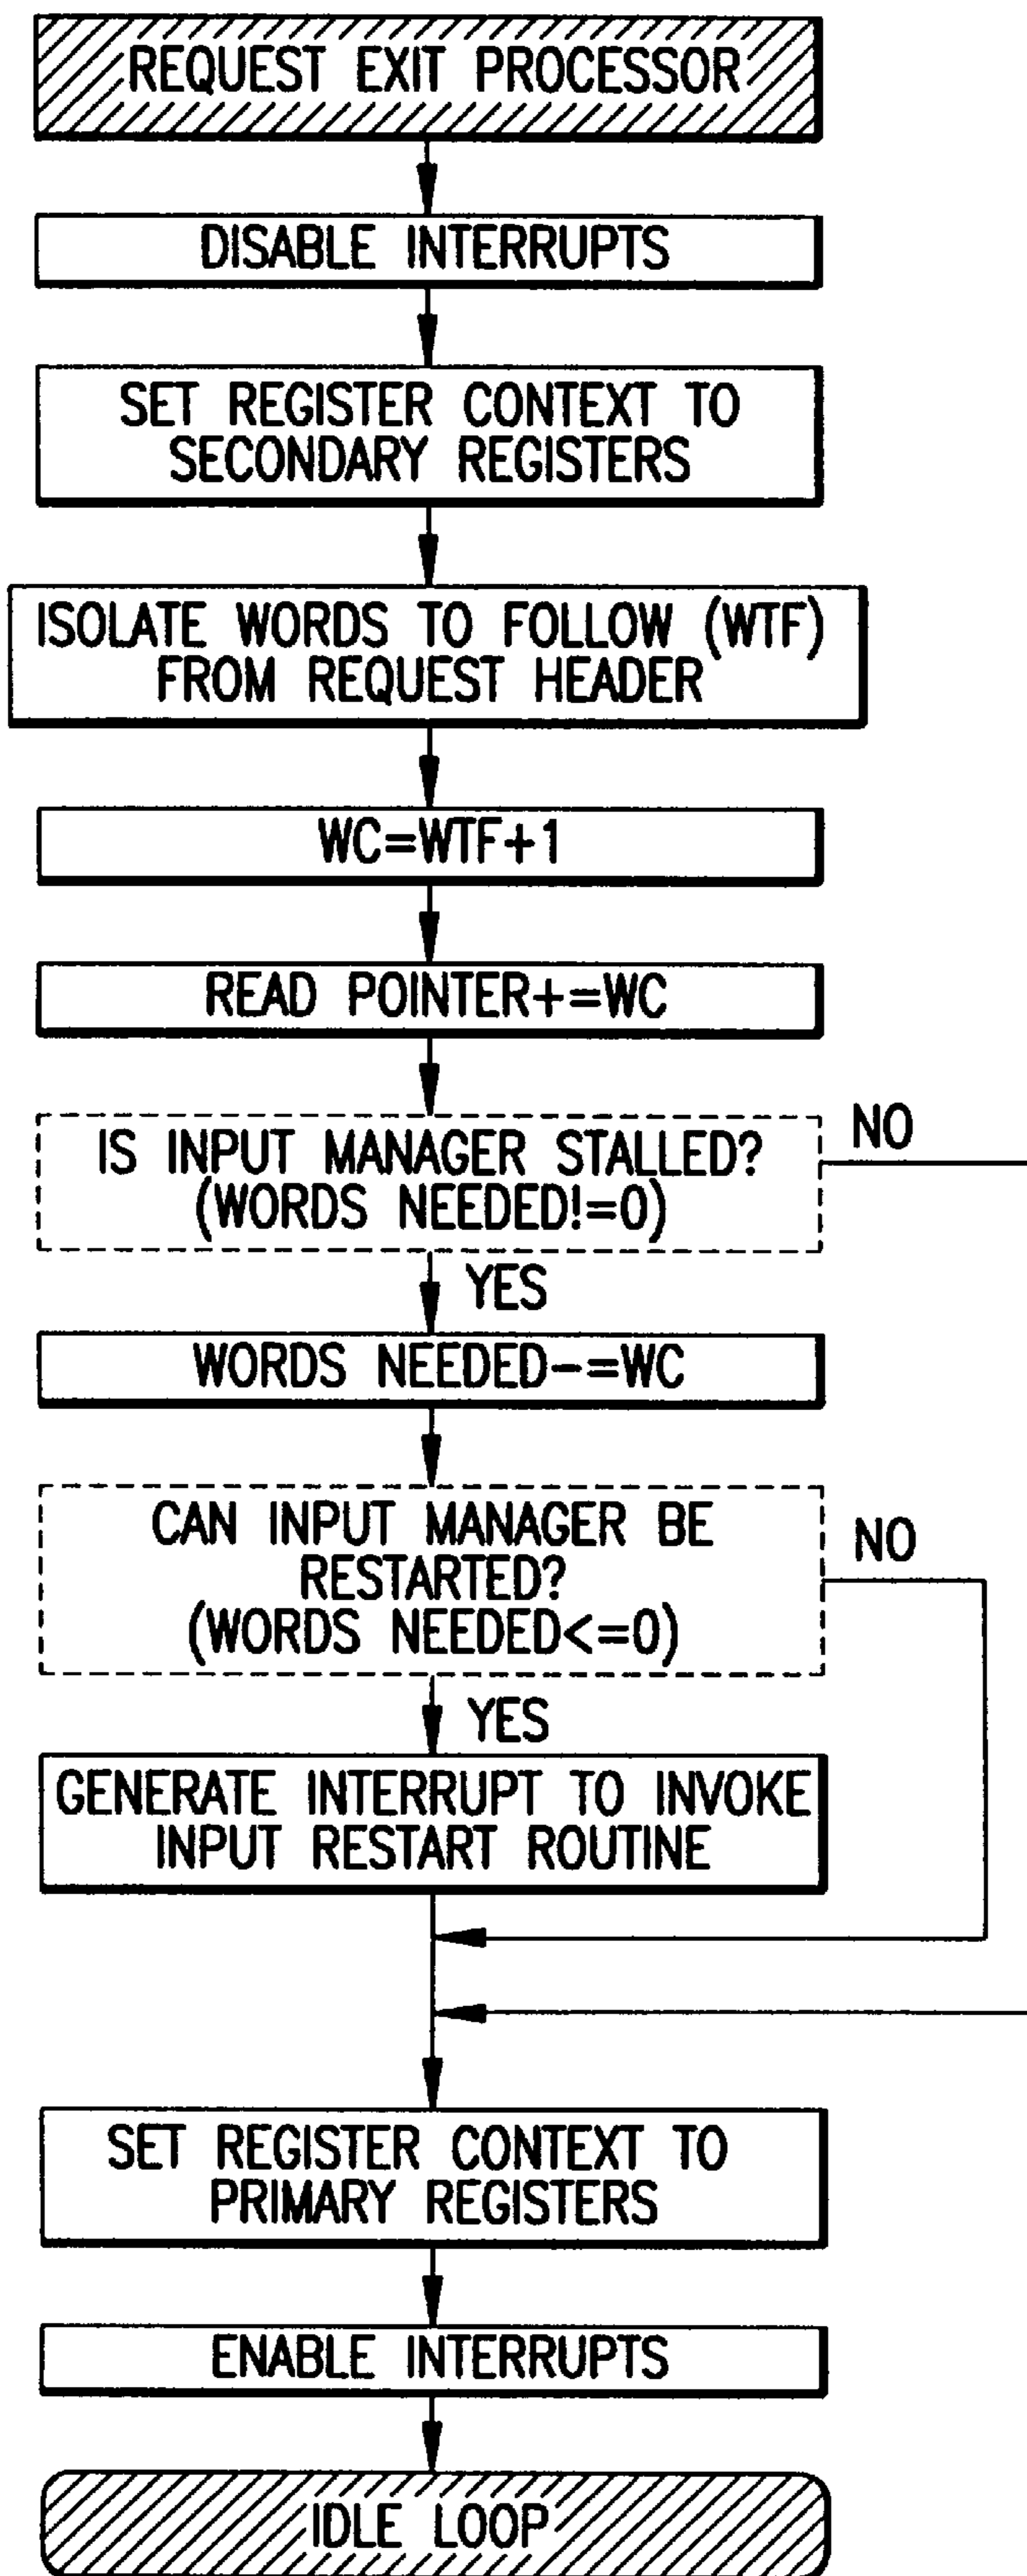 REQUEST EXIT PROCESSOR
DISABLE INTERRUPTS
SET REGISTER CONTEXT TO
SECONDARY REGISTERS
ISOLATE WORDS TO FOLLOW (WTF)
FROM REQUEST HEADER
WC=WTF+1
READ POINTER+=WC
IS INPUT MANAGER STALLED?
(WORDS NEEDED!=0)
NO
YES
WORDS NEEDED-=WC
CAN INPUT MANAGER BE
RESTARTED?
(WORDS NEEDED<=0)
NO
YES
GENERATE INTERRUPT TO INVOKE
INPUT RESTART ROUTINE
SET REGISTER CONTEXT TO
PRIMARY REGISTERS
ENABLE INTERRUPTS
IDLE LOOP